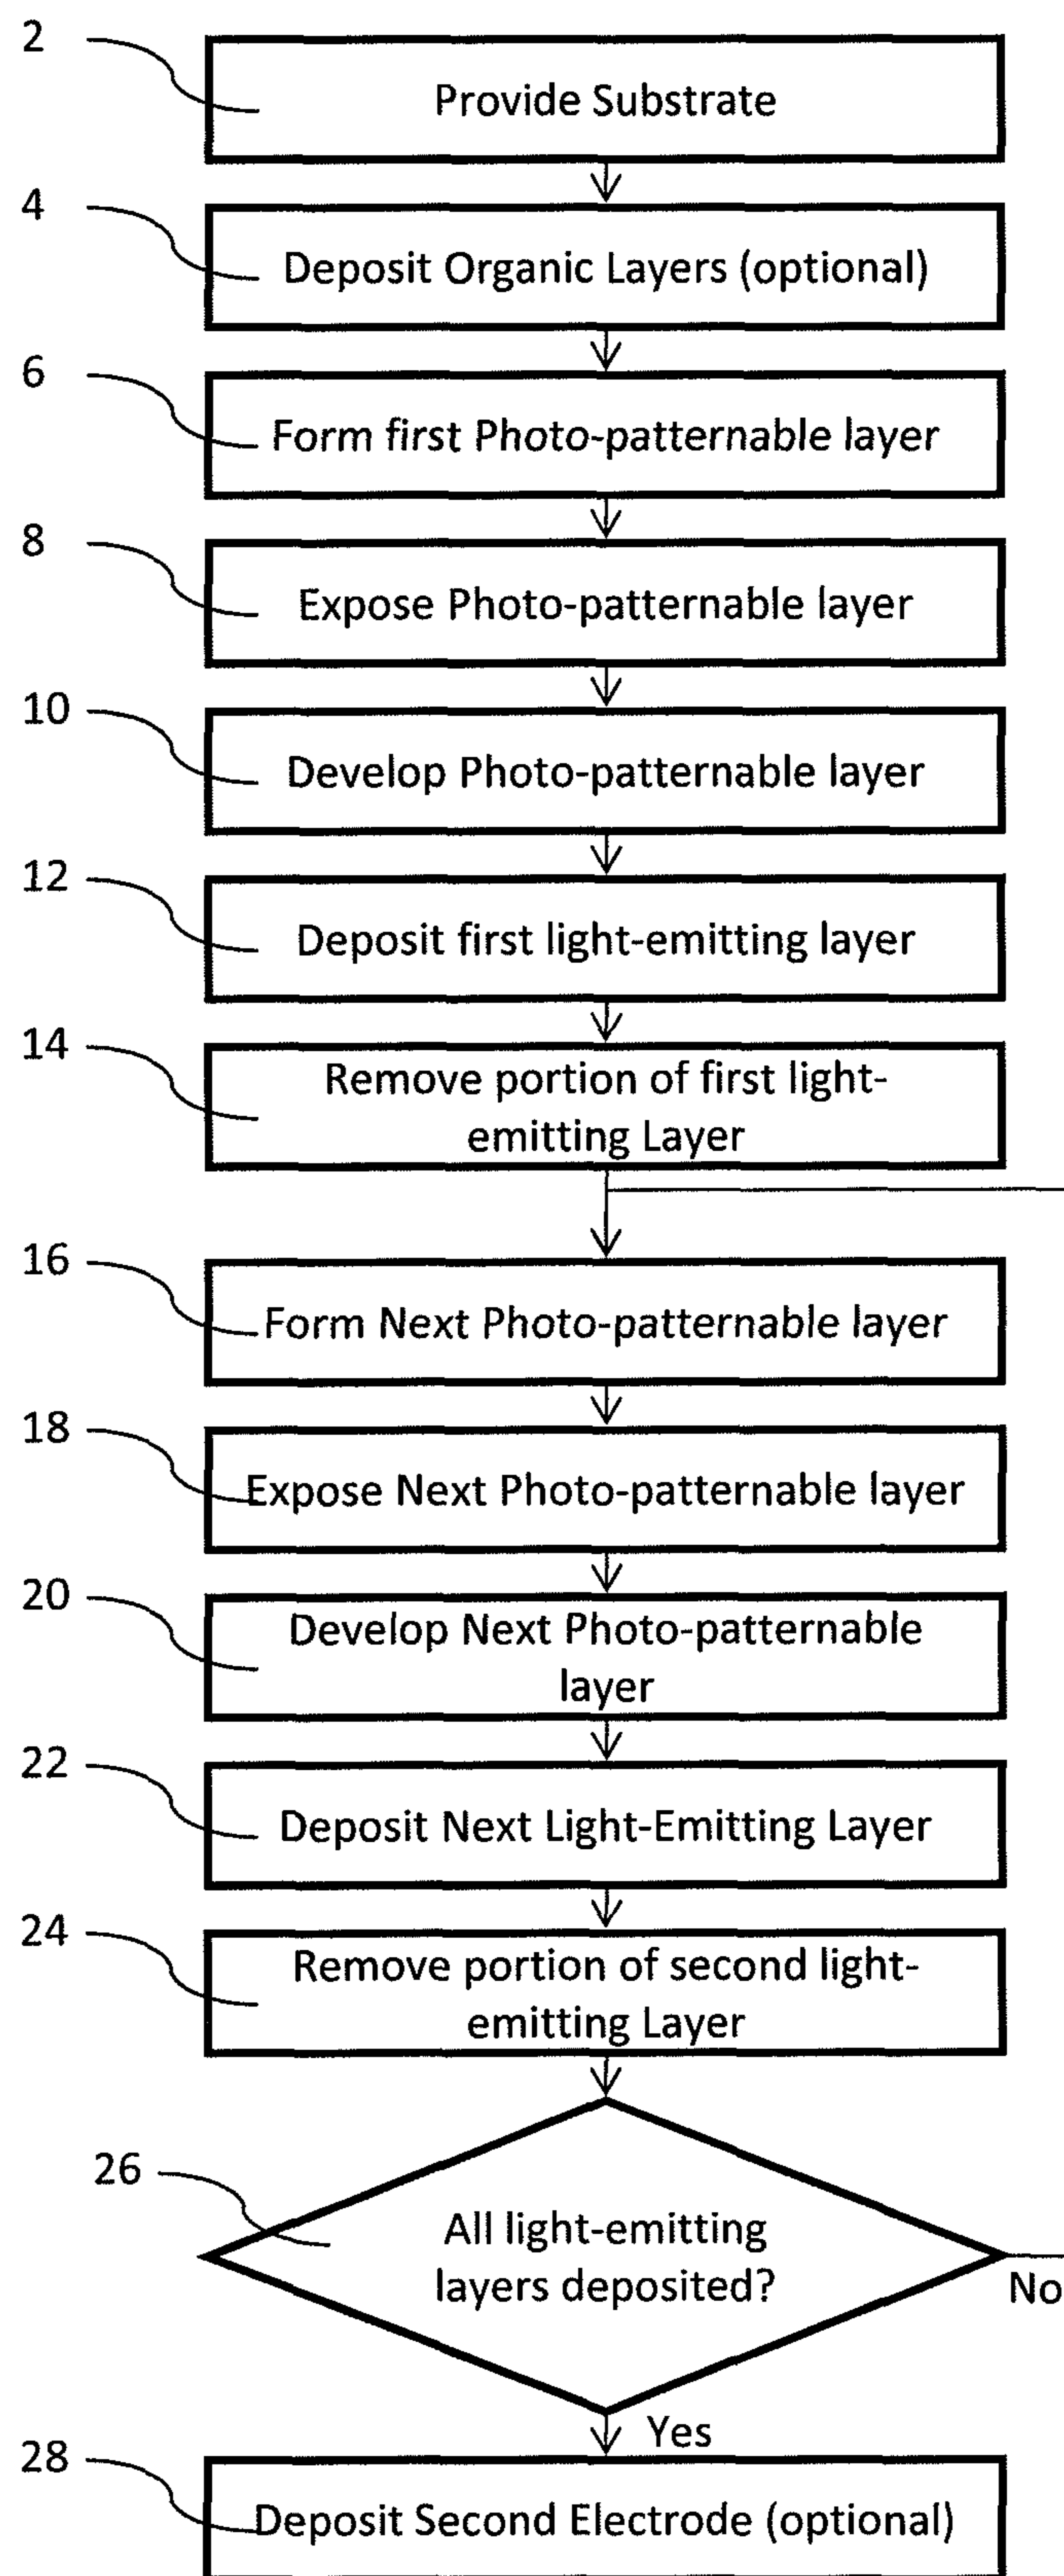 2
Provide Substrate
4
Deposit Organic Layers (optional)
6
Form first Photo-patternable layer
8
Expose Photo-patternable layer
10
Develop Photo-patternable layer
12
Deposit first light-emitting layer
14
Remove portion of first light-
emitting Layer
16
Form Next Photo-patternable layer
18
Expose Next Photo-patternable layer
20
Develop Next Photo-patternable
layer
22
Deposit Next Light-Emitting Layer
24
Remove portion of second light-
emitting Layer
26
All light-emitting
layers deposited?
No
Yes
28
Deposit Second Electrode (optional)